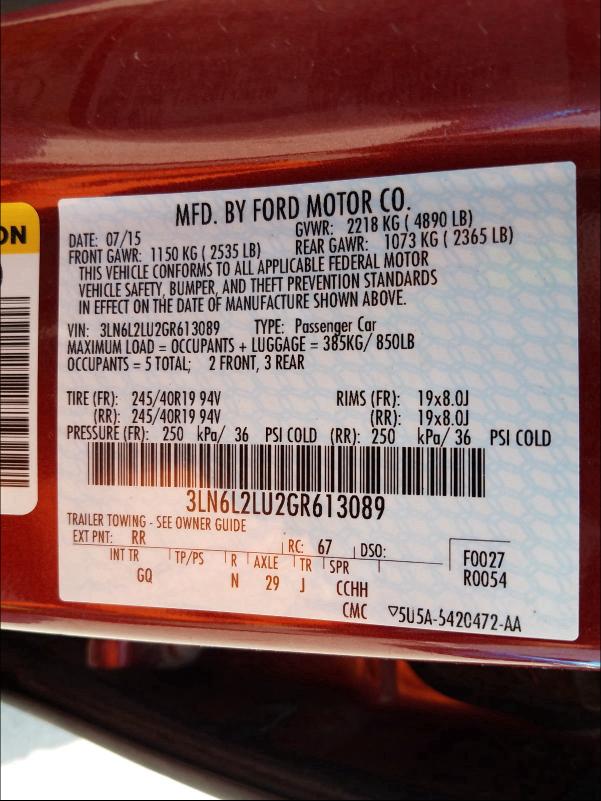 ON
MFD. BY FORD MOTOR CO.
DATE: 07/15 GVWR: 2218 KG ( 4890 LB)
FRONT GAWR: 1150 KG ( 2535 LB) REAR GAWR: 1073 KG ( 2365 LB)
THIS VEHICLE CONFORMS TO ALL APPLICABLE FEDERAL MOTOR
VEHICLE SAFETY, BUMPER, AND THEFT PREVENTION STANDARDS
IN EFFECT ON THE DATE OF MANUFACTURE SHOWN ABOVE.
VIN: 3LN6L2LU2GR613089 TYPE: Passenger Car
MAXIMUM LOAD = OCCUPANTS + LUGGAGE = 385KG/ 850LB
OCCUPANTS = 5 TOTAL; 2 FRONT, 3 REAR
TIRE (FR): 245/40R19 94V RIMS (FR): 19x8.0J
(RR): 245/40R19 94V (RR): 19x8.0J
PRESSURE (FR): 250 kPa/ 36 PSI COLD (RR): 250 kPa/ 36 PSI COLD
3LN6L2LU2GR613089
TRAILER TOWING - SEE OWNER GUIDE
EXT PNT: RR RC: 67 DSO: F0027
INT TR TP/PS R AXLE TR SPR R0054
GQ N 29 J CCHH
CMC ▽5U5A-5420472-AA